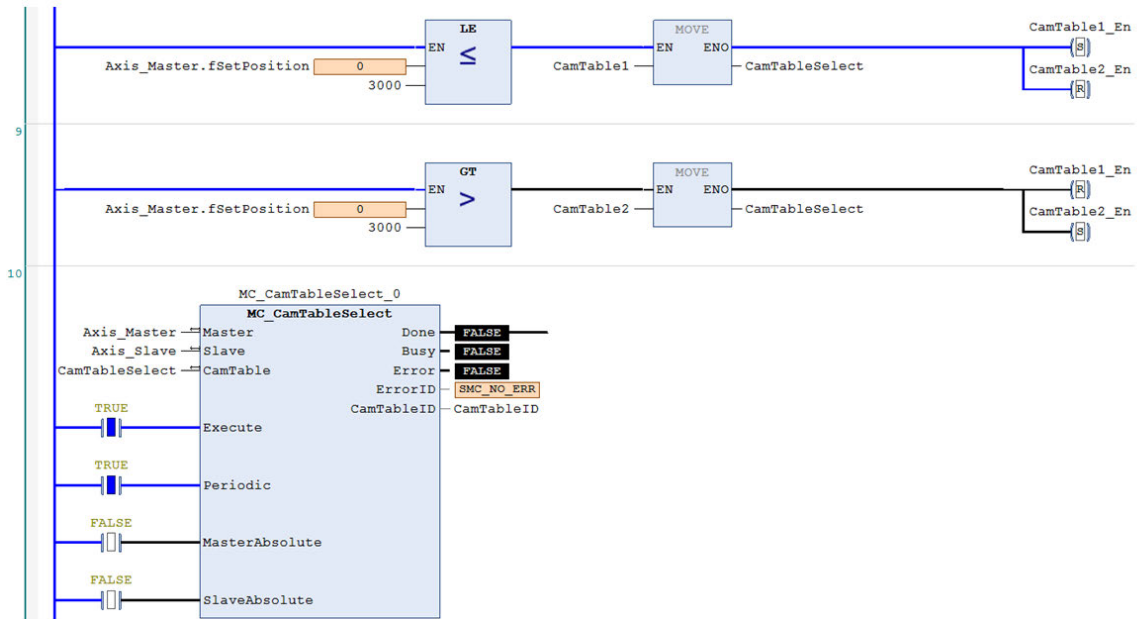 LE
MOVE
CamTable1_En
EN
≤
EN ENO
S
Axis_Master.fSetPosition 0
CamTable1
CamTableSelect
CamTable2_En
3000
R
9
GT
MOVE
CamTable1_En
EN
>
EN ENO
R
Axis_Master.fSetPosition 0
CamTable2
CamTableSelect
CamTable2_En
3000
S
10
MC_CamTableSelect_0
MC_CamTableSelect
Axis_Master Master Done FALSE
Axis_Slave Slave Busy FALSE
CamTableSelect CamTable Error FALSE
ErrorID SMC_NO_ERR
CamTableID CamTableID
TRUE
Execute
TRUE
Periodic
FALSE
MasterAbsolute
FALSE
SlaveAbsolute